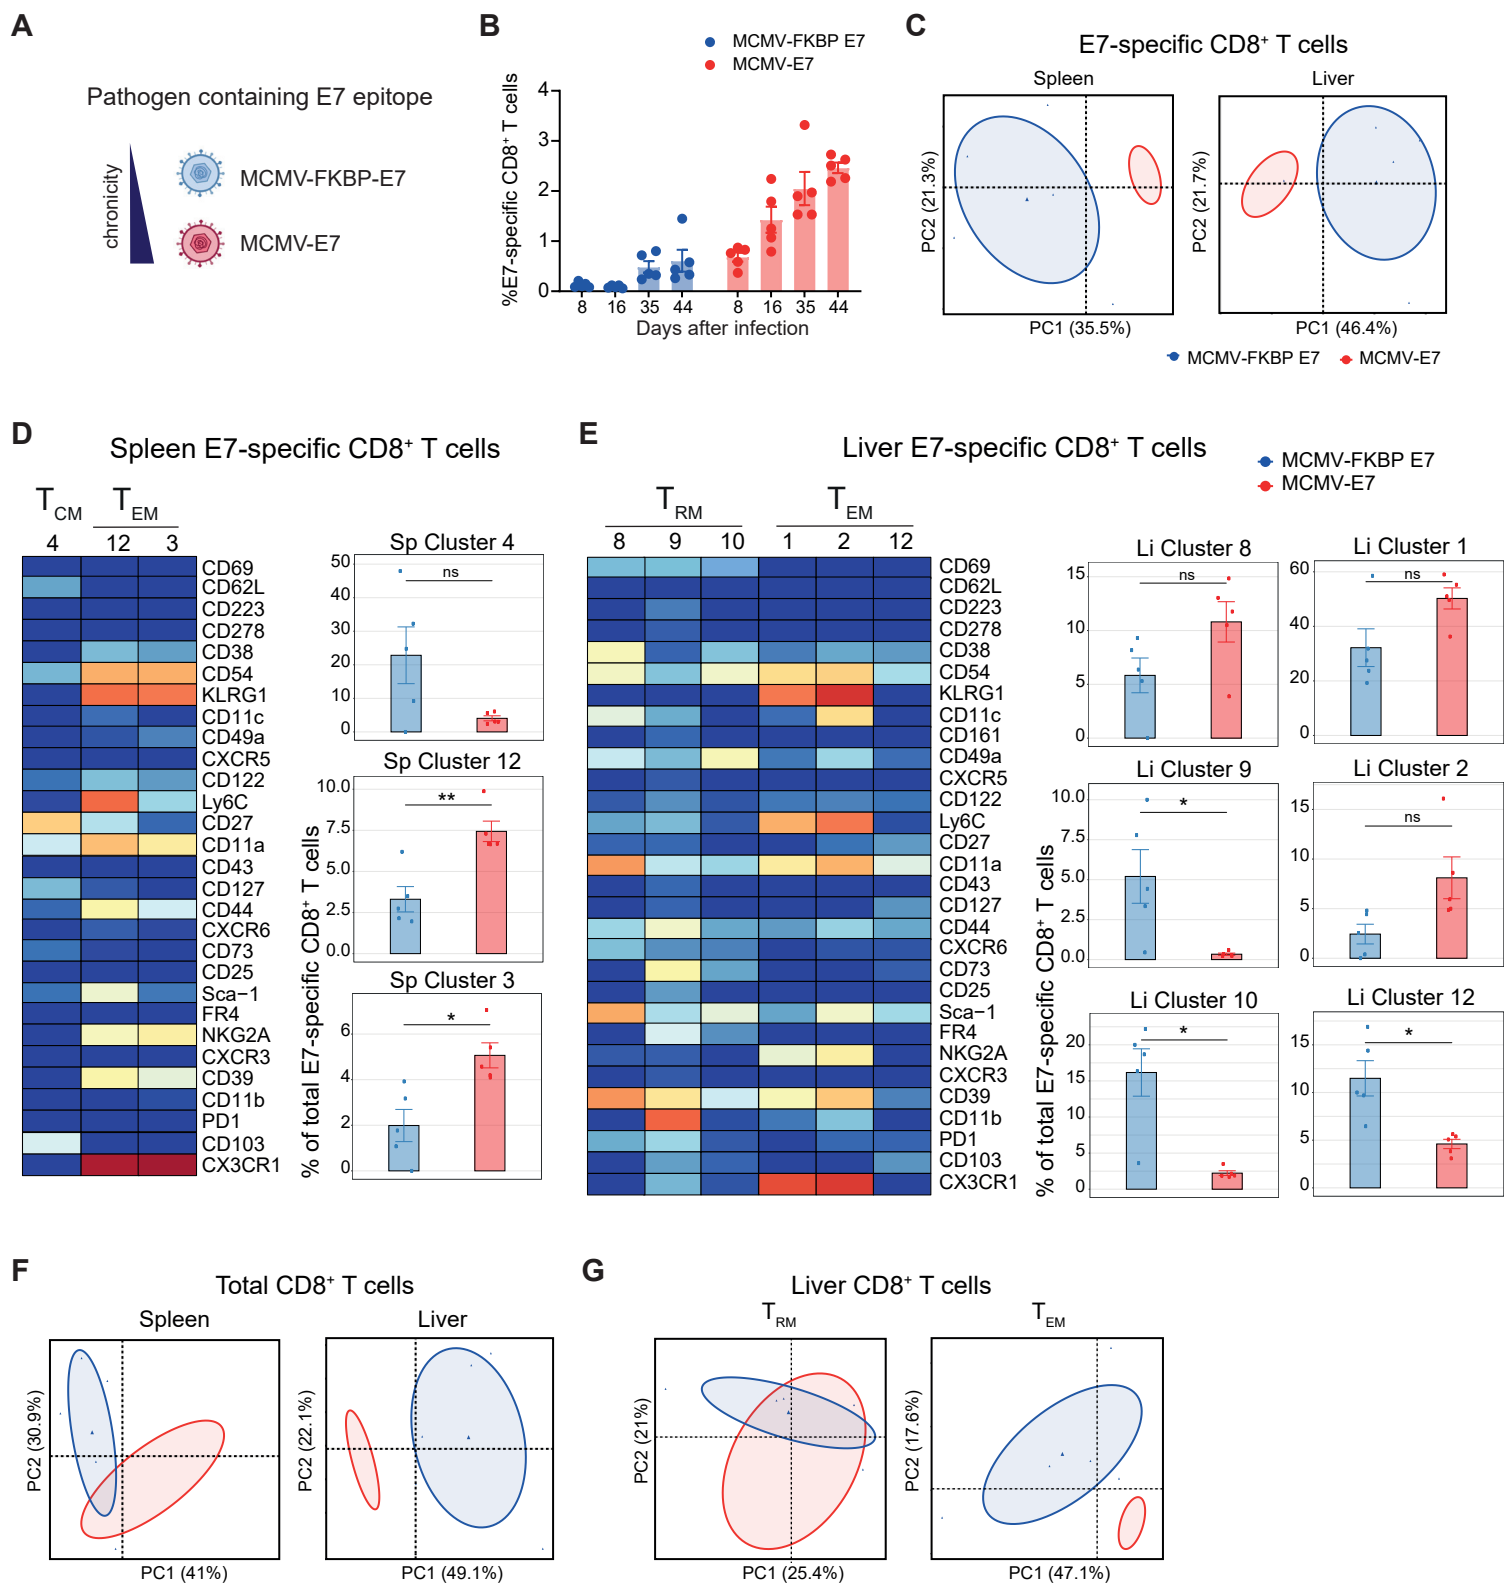 A
Pathogen containing E7 epitope
chronicity
MCMV-FKBP-E7
MCMV-E7
B
MCMV-FKBP E7
MCMV-E7
%E7-specific CD8+ T cells
4
3
2
1
0
8 16 35 44 8 16 35 44
Days after infection
C
E7-specific CD8+ T cells
Spleen
Liver
PC2 (21.3%)
PC1 (35.5%)
PC2 (21.7%)
PC1 (46.4%)
MCMV-FKBP E7
MCMV-E7
D
Spleen E7-specific CD8+ T cells
TCM TEM
4 12 3
CD69
CD62L
CD223
CD278
CD38
CD54
KLRG1
CD11c
CD49a
CXCR5
CD122
Ly6C
CD27
CD11a
CD43
CD127
CD44
CXCR6
CD73
CD25
Sca−1
FR4
NKG2A
CXCR3
CD39
CD11b
PD1
CD103
CX3CR1
% of total E7-specific CD8+ T cells
Sp Cluster 4
50
40
30
20
10
0
ns
Sp Cluster 12
10.0
7.5
5.0
2.5
0.0
**
Sp Cluster 3
6
4
2
0
*
E
Liver E7-specific CD8+ T cells
MCMV-FKBP E7
MCMV-E7
TRM TEM
8 9 10 1 2 12
CD69
CD62L
CD223
CD278
CD38
CD54
KLRG1
CD11c
CD161
CD49a
CXCR5
CD122
Ly6C
CD27
CD11a
CD43
CD127
CD44
CXCR6
CD73
CD25
Sca−1
FR4
NKG2A
CXCR3
CD39
CD11b
PD1
CD103
CX3CR1
% of total E7-specific CD8+ T cells
Li Cluster 8
15
10
5
0
ns
Li Cluster 1
60
40
20
0
ns
Li Cluster 9
10.0
7.5
5.0
2.5
0.0
*
Li Cluster 2
15
10
5
0
ns
Li Cluster 10
20
15
10
5
0
*
Li Cluster 12
15
10
5
0
*
F
Total CD8+ T cells
Spleen
Liver
PC2 (30.9%)
PC1 (41%)
PC2 (22.1%)
PC1 (49.1%)
G
Liver CD8+ T cells
TRM
TEM
PC2 (21%)
PC1 (25.4%)
PC2 (17.6%)
PC1 (47.1%)